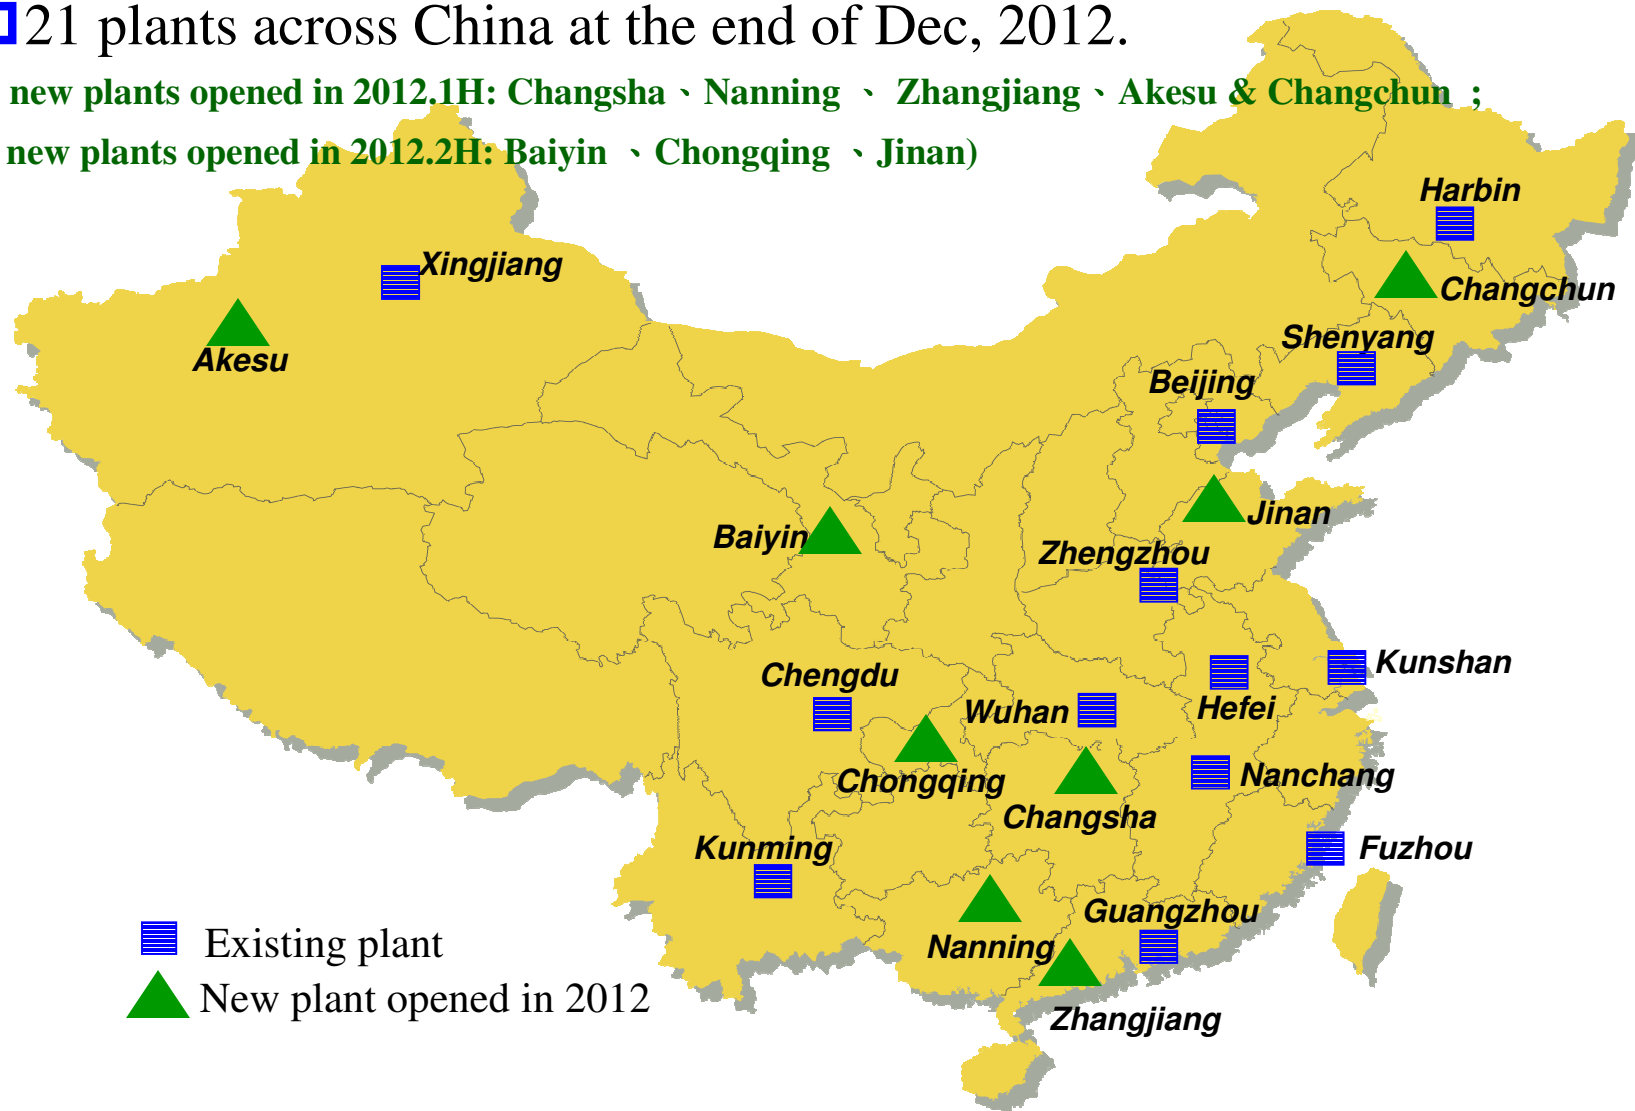 21 plants across China at the end of Dec, 2012.
new plants opened in 2012.1H: Changsha、Nanning 、 Zhangjiang、Akesu & Changchun ;
new plants opened in 2012.2H: Baiyin 、Chongqing 、Jinan)
Harbin
Xingjiang
Changchun
Shenyang
Akesu
Beijing
Jinan
Baiyin
Zhengzhou
Kunshan
Chengdu
Wuhan
Hefei
Nanchang
Chongqing
Changsha
Kunming
Fuzhou
Guangzhou
Nanning
Existing plant
New plant opened in 2012
Zhangjiang